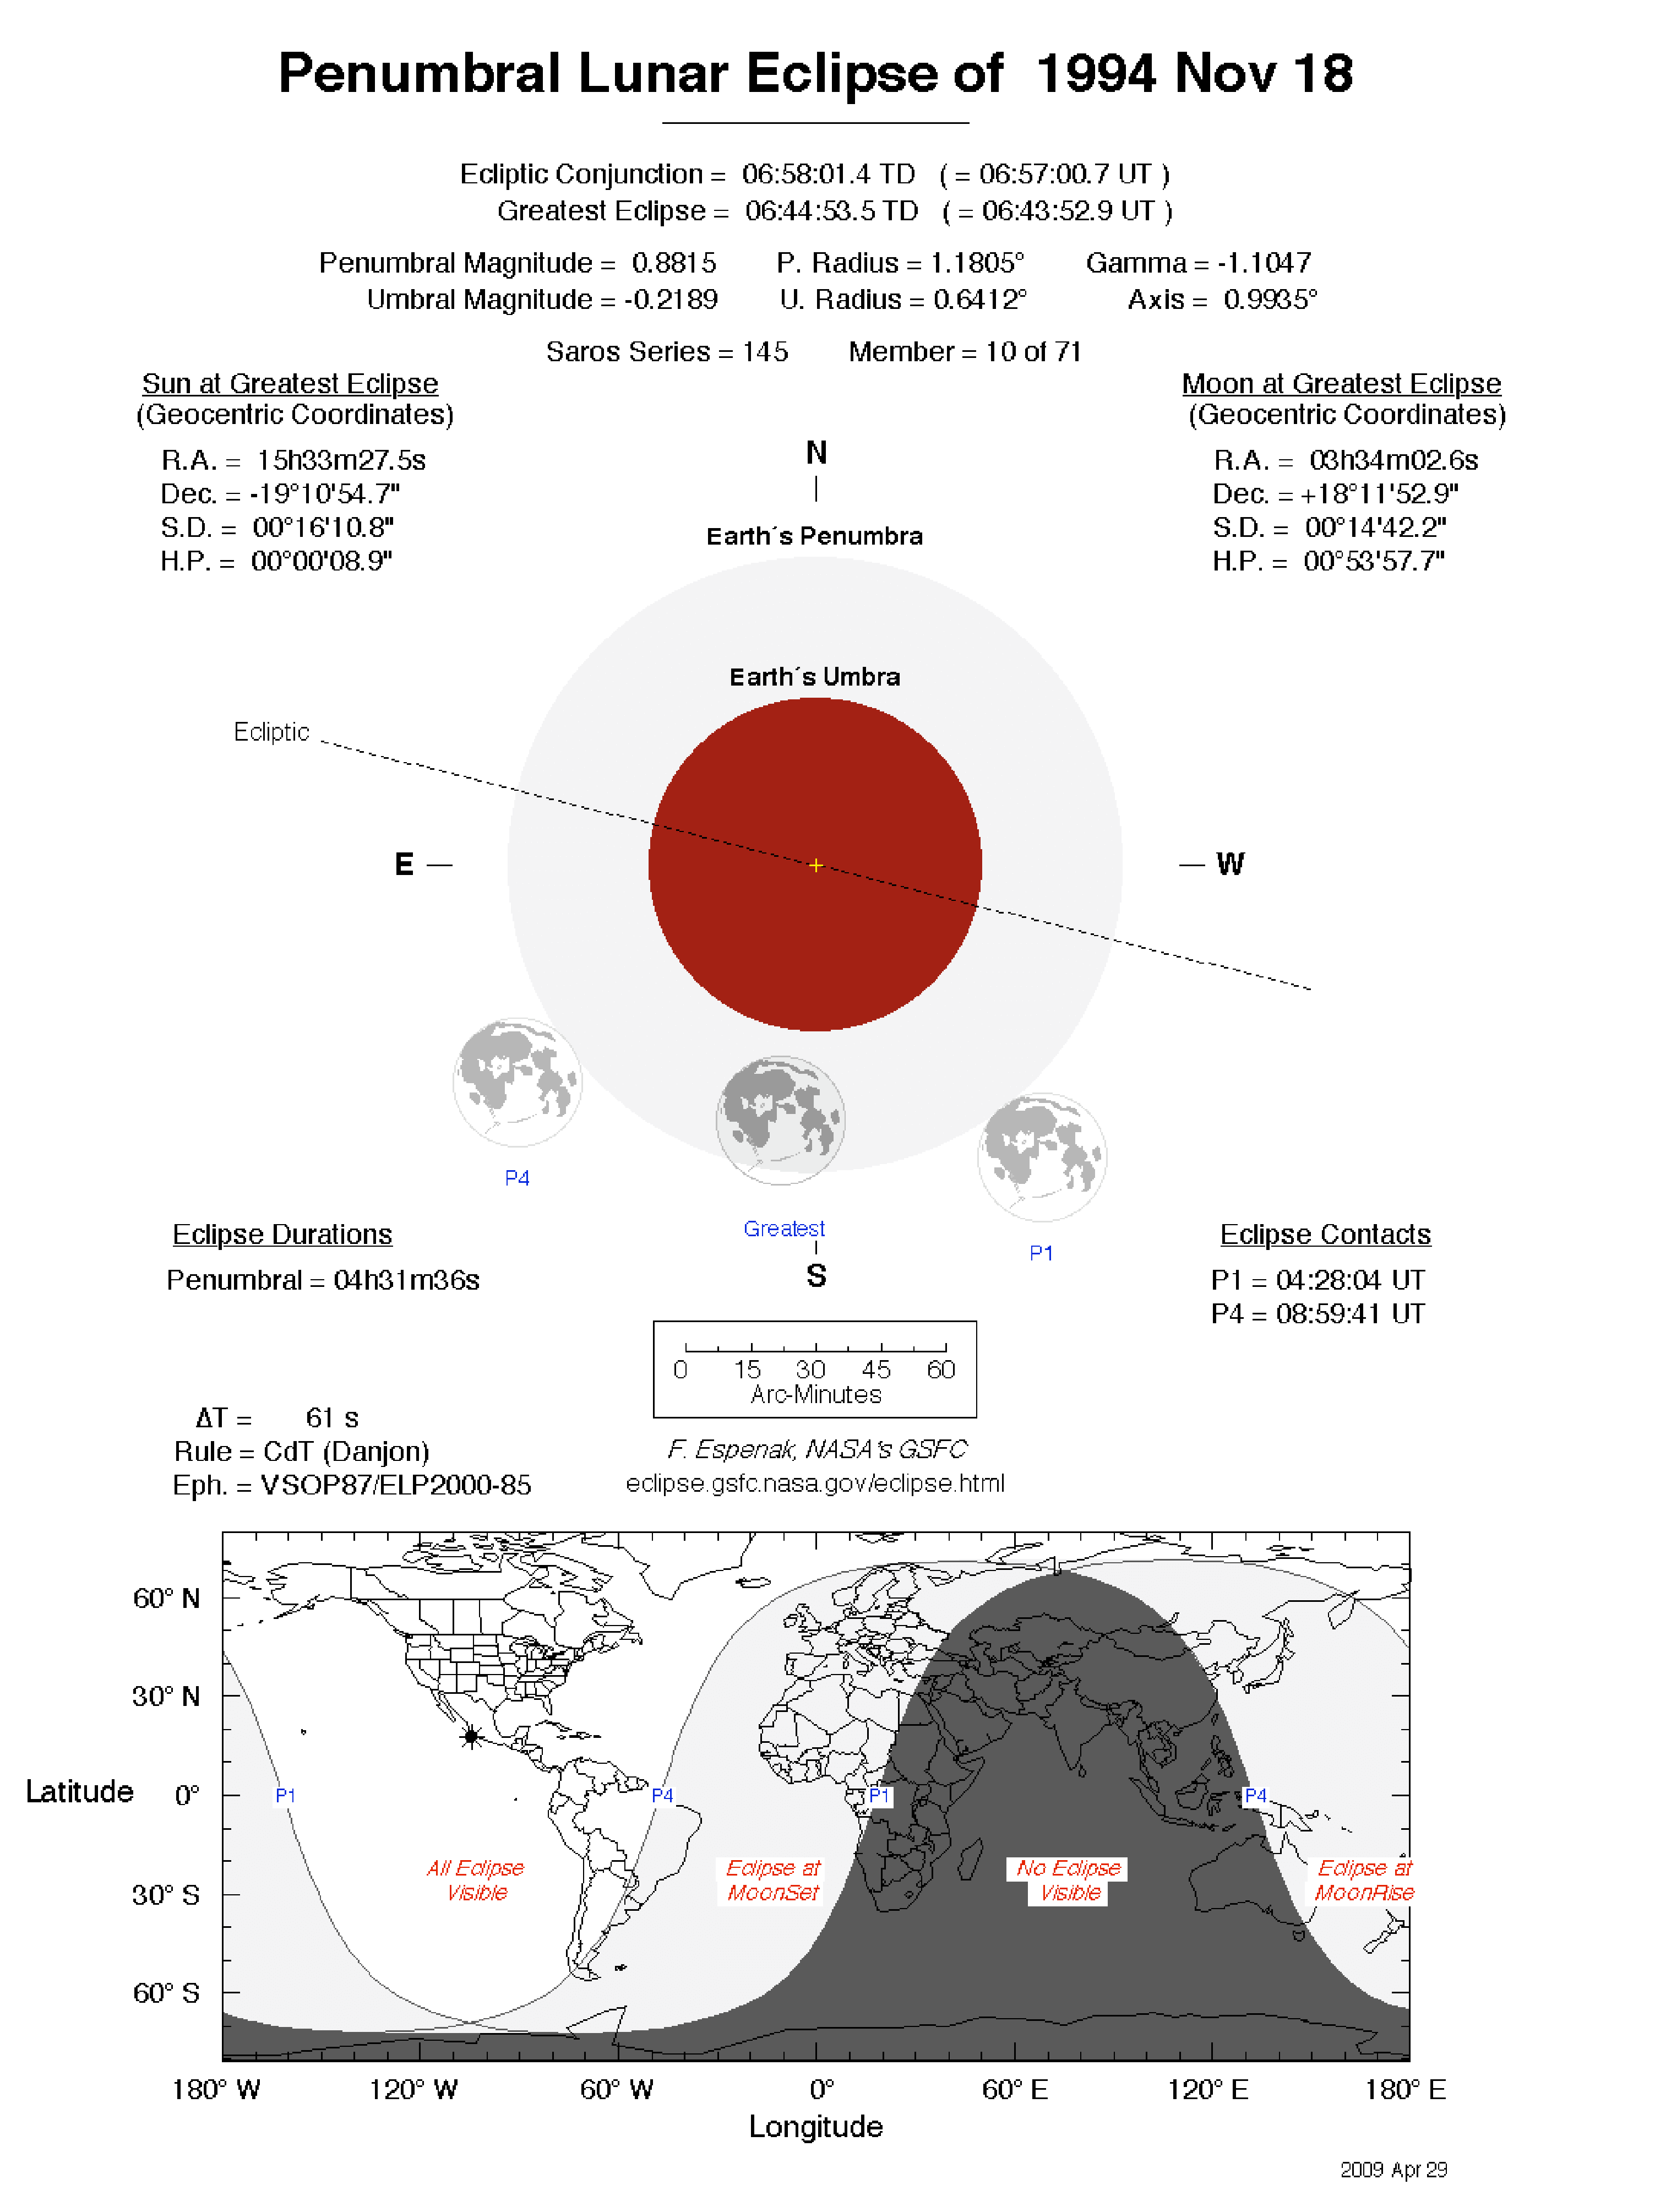 Penumbral Lunar Eclipse of 1994 Nov 18
Ecliptic Conjunction = 06:58:01.4 TD ( = 06:57:00.7 UT )
Greatest Eclipse = 06:44:53.5 TD ( = 06:43:52.9 UT )
Penumbral Magnitude = 0.8815 P. Radius = 1.1805° Gamma = -1.1047
Umbral Magnitude = -0.2189 U. Radius = 0.6412° Axis = 0.9935°
Saros Series = 145 Member = 10 of 71
Sun at Greatest Eclipse
(Geocentric Coordinates)
R.A. = 15h33m27.5s
Dec. = -19°10'54.7"
S.D. = 00°16'10.8"
H.P. = 00°00'08.9"
Moon at Greatest Eclipse
(Geocentric Coordinates)
R.A. = 03h34m02.6s
Dec. = +18°11'52.9"
S.D. = 00°14'42.2"
H.P. = 00°53'57.7"
N
Earth´s Penumbra
Earth´s Umbra
Ecliptic
E
W
P4
Greatest
P1
S
Eclipse Durations
Penumbral = 04h31m36s
Eclipse Contacts
P1 = 04:28:04 UT
P4 = 08:59:41 UT
0 15 30 45 60
Arc-Minutes
ΔT = 61 s
Rule = CdT (Danjon)
Eph. = VSOP87/ELP2000-85
F. Espenak, NASA's GSFC
eclipse.gsfc.nasa.gov/eclipse.html
60° N
30° N
Latitude 0°
30° S
60° S
P1 P4 P1 P4
All Eclipse
Visible
Eclipse at
MoonSet
No Eclipse
Visible
Eclipse at
MoonRise
180° W 120° W 60° W 0° 60° E 120° E 180° E
Longitude
2009 Apr 29